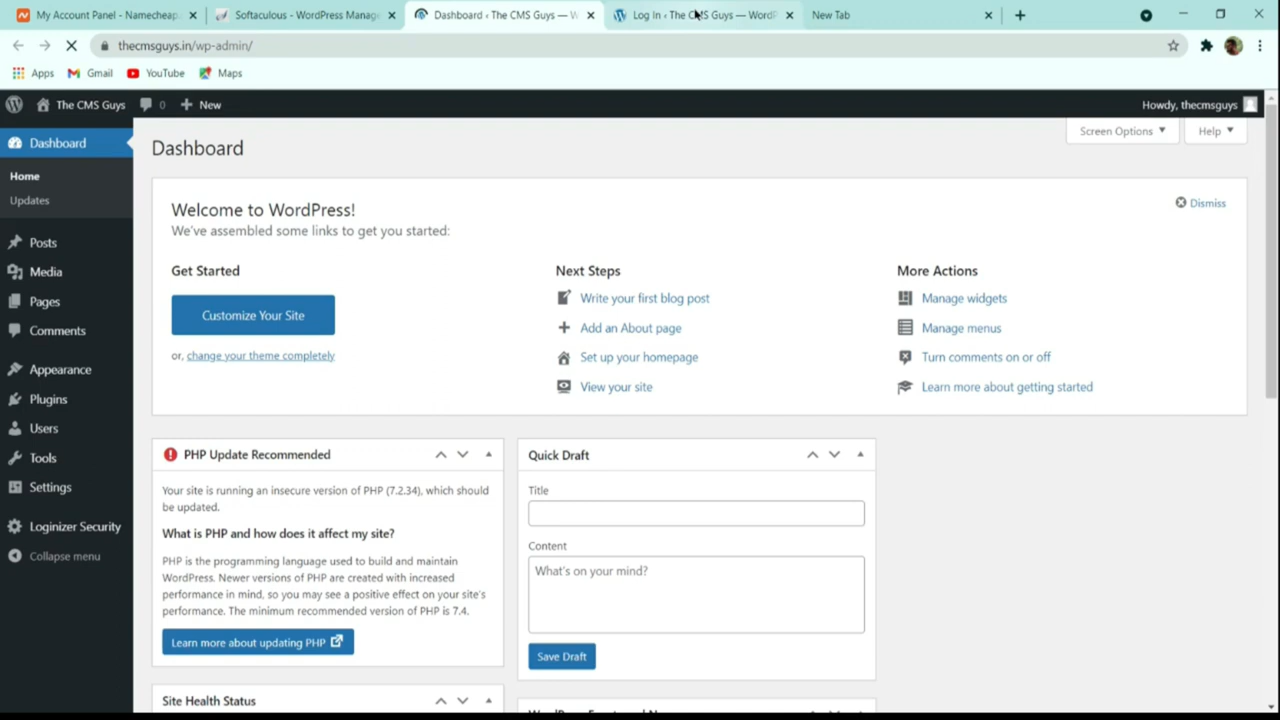 My Account Panel - Namecheap
Softaculous - WordPress Manage
Dashboard ‹ The CMS Guys — W
Log In ‹ The CMS Guys — WordP
New Tab
thecmsguys.in/wp-admin/
Apps
Gmail
YouTube
Maps
The CMS Guys
0
New
Howdy, thecmsguys
Dashboard
Home
Updates
Posts
Media
Pages
Comments
Appearance
Plugins
Users
Tools
Settings
Loginizer Security
Collapse menu
Screen Options
Help
Dashboard
Welcome to WordPress!
We've assembled some links to get you started:
Dismiss
Get Started
Customize Your Site
or, change your theme completely
Next Steps
Write your first blog post
Add an About page
Set up your homepage
View your site
More Actions
Manage widgets
Manage menus
Turn comments on or off
Learn more about getting started
PHP Update Recommended
Your site is running an insecure version of PHP (7.2.34), which should
be updated.
What is PHP and how does it affect my site?
PHP is the programming language used to build and maintain
WordPress. Newer versions of PHP are created with increased
performance in mind, so you may see a positive effect on your site's
performance. The minimum recommended version of PHP is 7.4.
Learn more about updating PHP
Site Health Status
Quick Draft
Title
Content
What's on your mind?
Save Draft